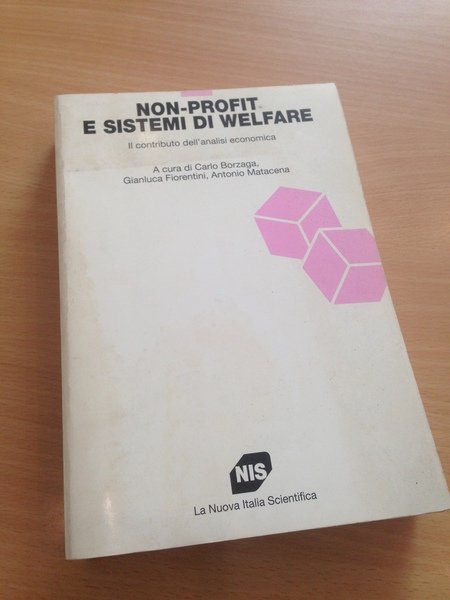 NON-PROFIT
E SISTEMI DI WELFARE
Il contributo dell'analisi economica
A cura di Carlo Borzaga,
Gianluca Fiorentini, Antonio Matacena
NIS
La Nuova Italia Scientifica